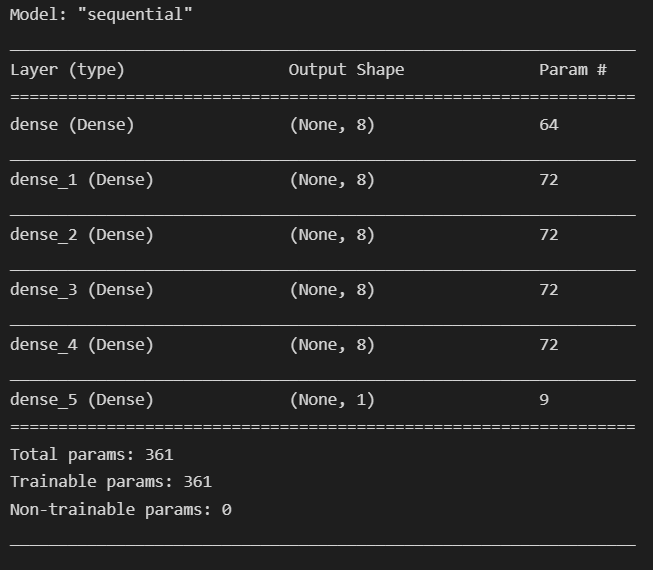 Model: "sequential"
Layer (type) Output Shape Param #
=================================================================
dense (Dense) (None, 8) 64
dense_1 (Dense) (None, 8) 72
dense_2 (Dense) (None, 8) 72
dense_3 (Dense) (None, 8) 72
dense_4 (Dense) (None, 8) 72
dense_5 (Dense) (None, 1) 9
=================================================================
Total params: 361
Trainable params: 361
Non-trainable params: 0